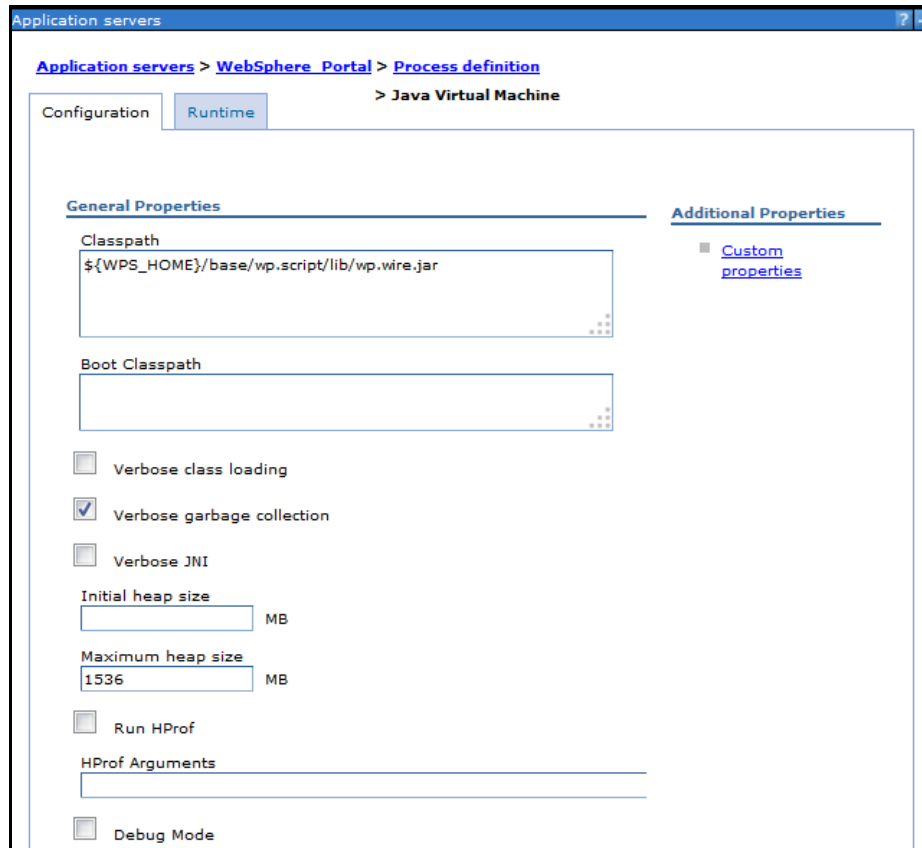 Application servers ? -
Application servers > WebSphere_Portal > Process definition
> Java Virtual Machine
Configuration
Runtime
General Properties
Classpath
${WPS_HOME}/base/wp.script/lib/wp.wire.jar
Boot Classpath
Verbose class loading
Verbose garbage collection
Verbose JNI
Initial heap size
MB
Maximum heap size
1536 MB
Run HProf
HProf Arguments
Debug Mode
Additional Properties
Custom
properties